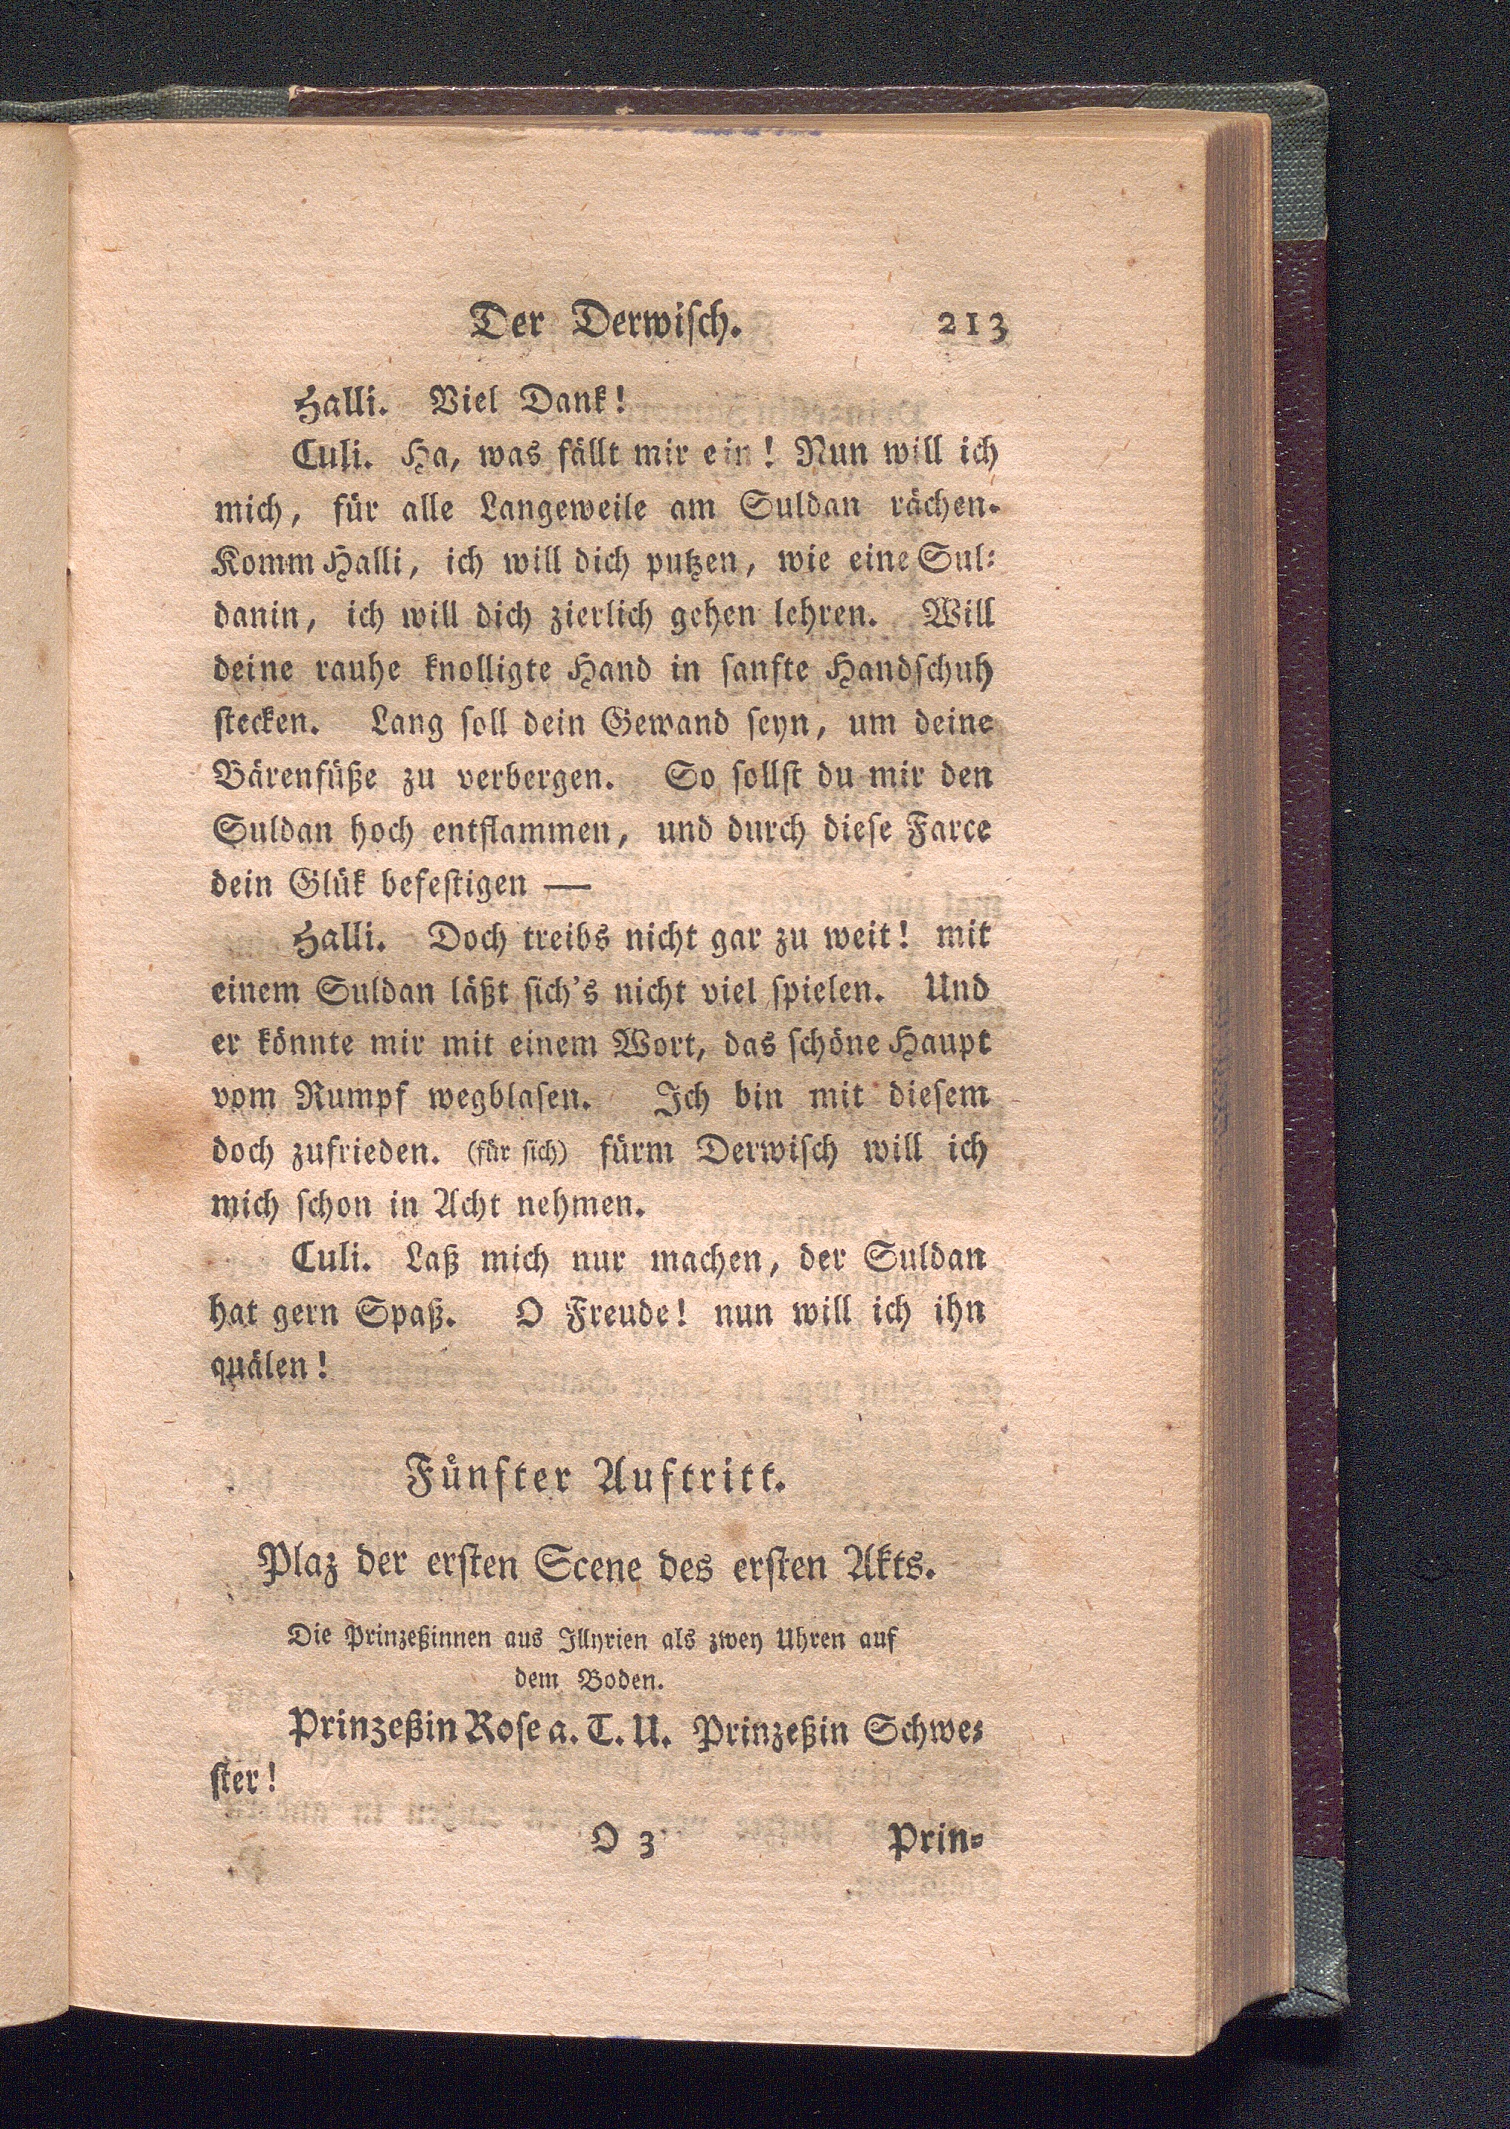 Der Derwiſch. 213
Halli. Viel Dank!
Culi. Ha, was fällt mir ein! Nun will ich
mich, für alle Langeweile am Suldan rächen.
Komm Halli, ich will dich putzen, wie eine Sul⸗
danin, ich will dich zierlich gehen lehren. Will
deine rauhe knolligte Hand in ſanfte Handſchuh
ſtecken. Lang ſoll dein Gewand ſeyn, um deine
Bärenfüße zu verbergen. So ſollſt du mir den
Suldan hoch entflammen, und durch dieſe Farce
dein Glük befeſtigen —
Halli. Doch treibs nicht gar zu weit! mit
einem Suldan läßt ſich's nicht viel ſpielen. Und
er könnte mir mit einem Wort, das ſchöne Haupt
vom Rumpf wegblaſen. Ich bin mit dieſem
doch zufrieden. (für ſich) fürm Derwiſch will ich
mich ſchon in Acht nehmen.
Culi. Laß mich nur machen, der Suldan
hat gern Spaß. O Freude! nun will ich ihn
quälen!
Fünfter Auftritt.
Plaz der erſten Scene des erſten Akts.
Die Prinzeßinnen aus Illyrien als zwey Uhren auf
dem Boden.
Prinzeßin Roſe a. T. U. Prinzeßin Schwe⸗
ſter!
O 3 Prin⸗